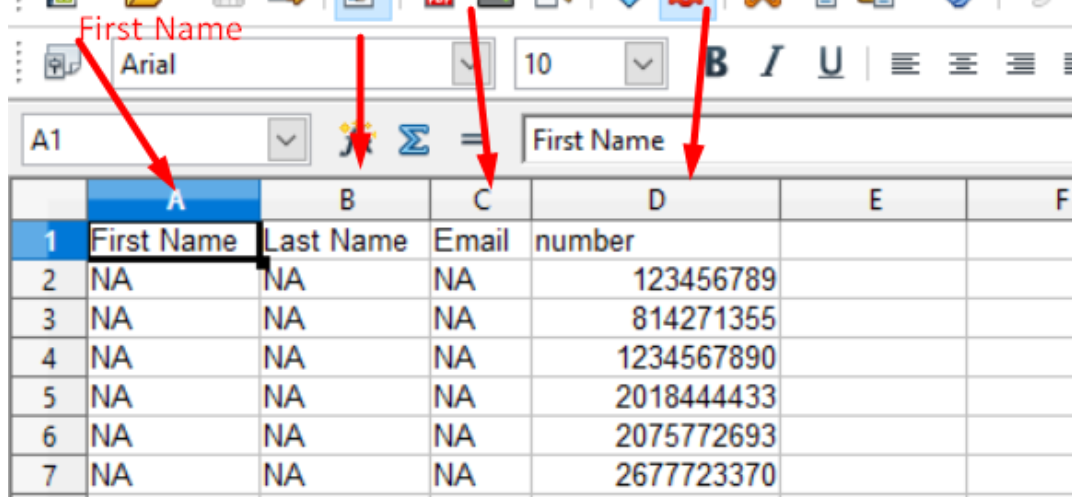 First Name
Arial 10 B I U
A1 = First Name
A B C D E F
1 First Name Last Name Email number
2 NA NA NA 123456789
3 NA NA NA 814271355
4 NA NA NA 1234567890
5 NA NA NA 2018444433
6 NA NA NA 2075772693
7 NA NA NA 2677723370